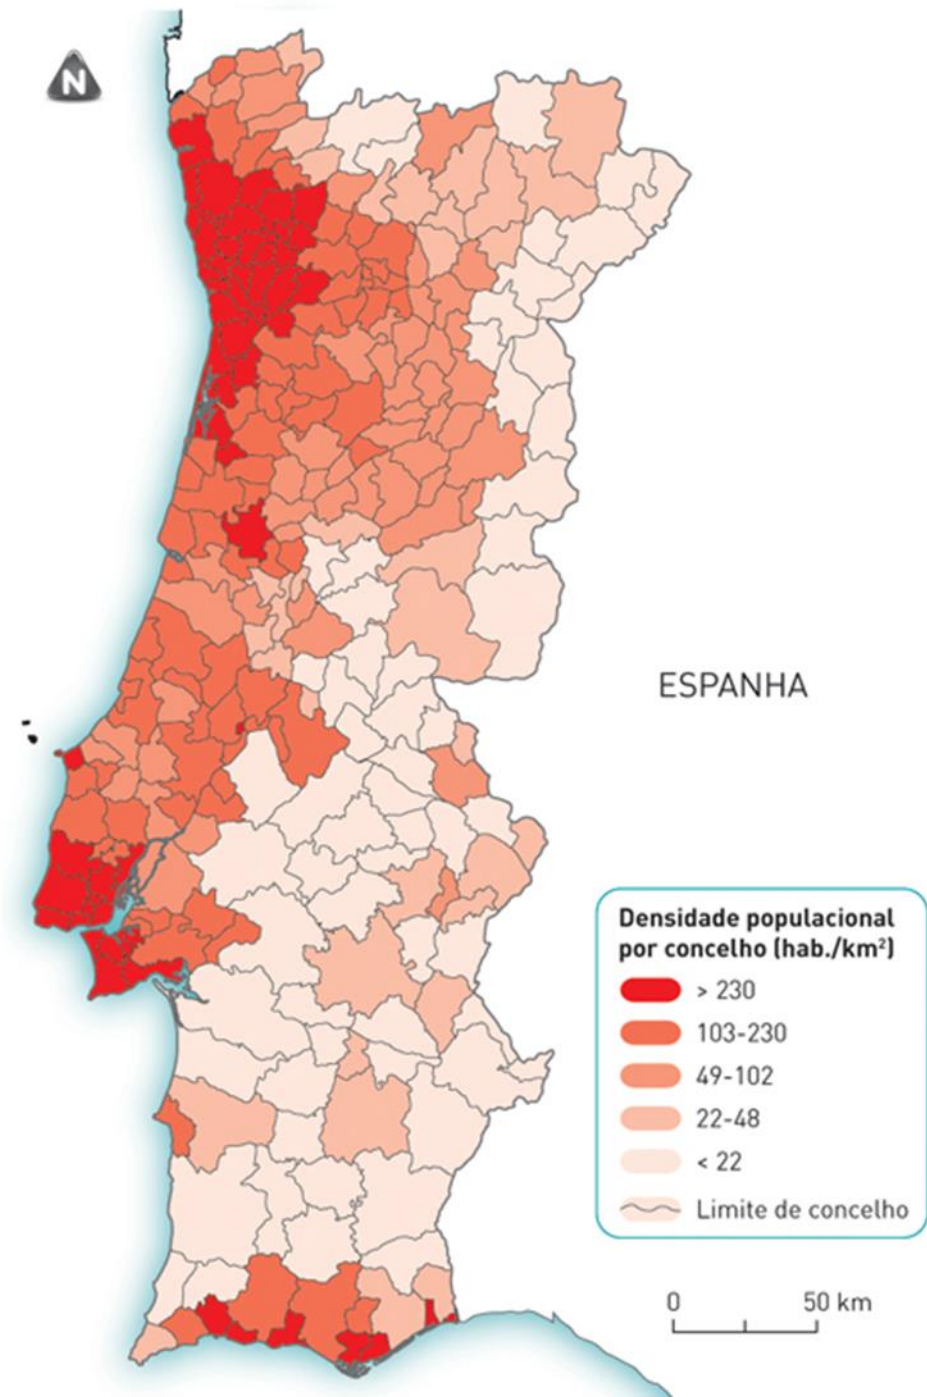 N
ESPANHA
Densidade populacional
por concelho (hab./km²)
> 230
103-230
49-102
22-48
< 22
Limite de concelho
0 50 km